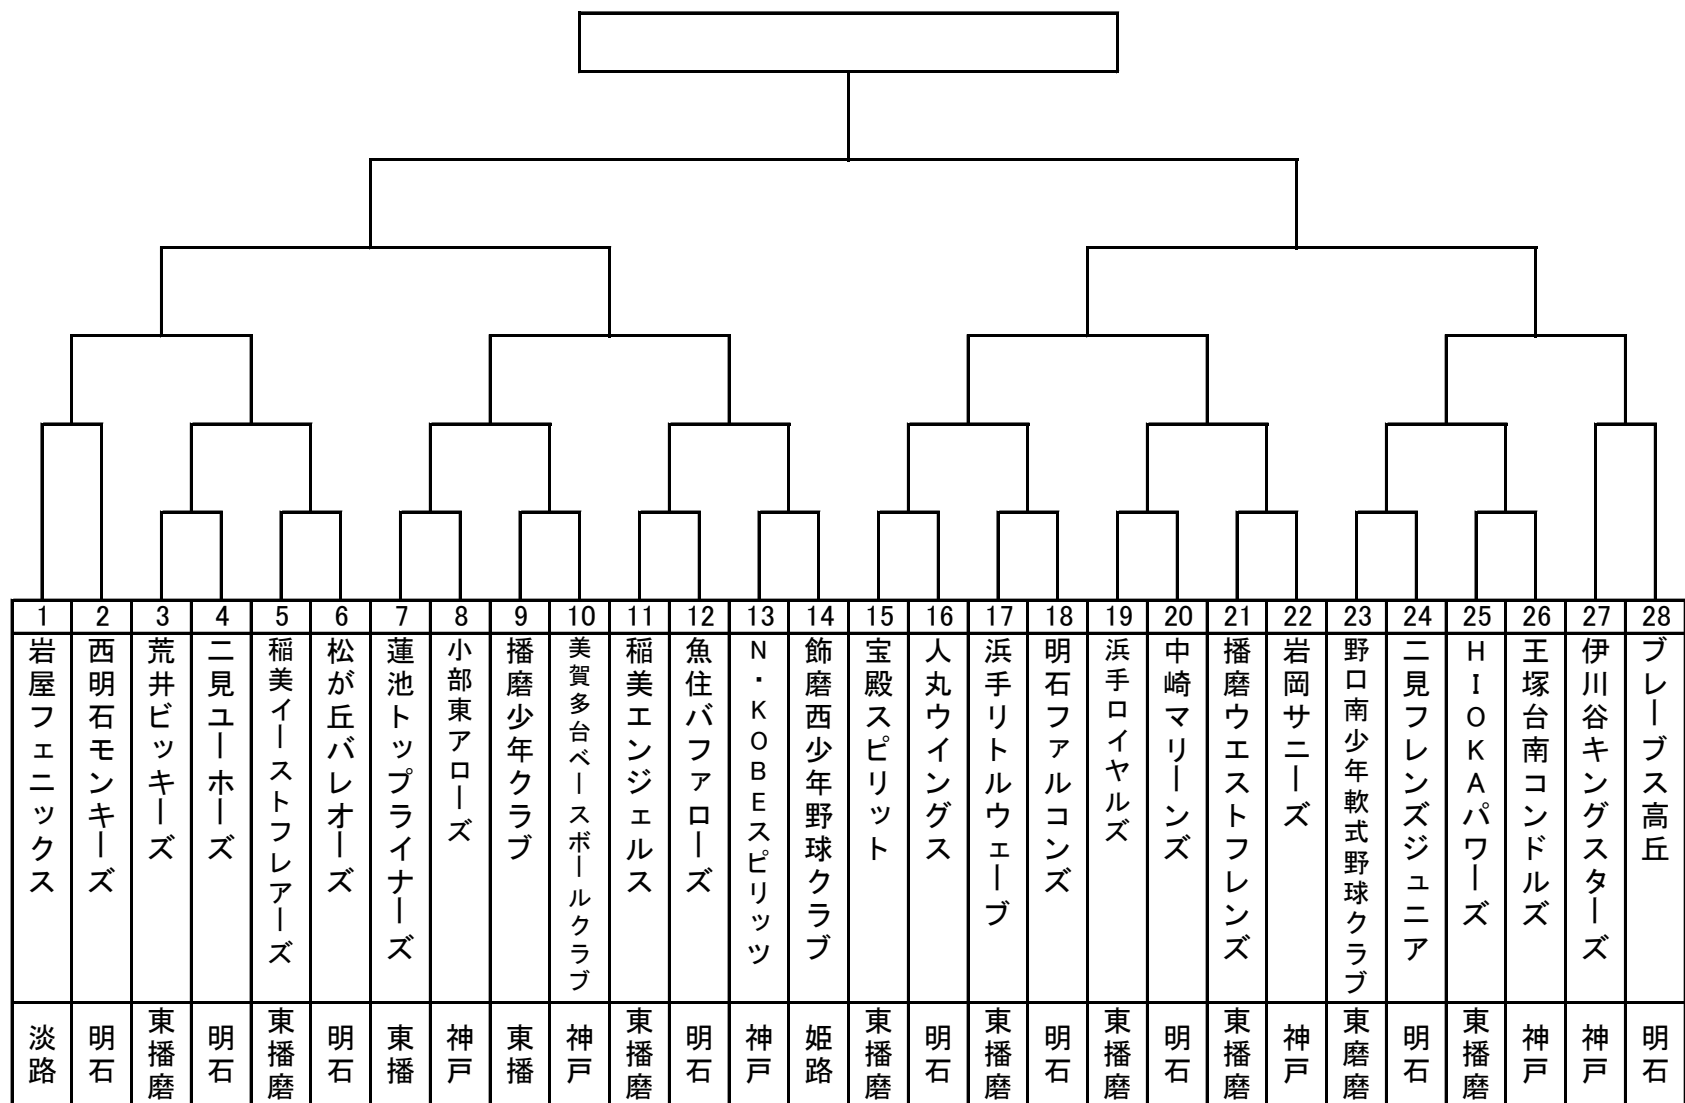 1 2 3 4 5 6 7 8 9 10 11 12 13 14 15 16 17 18 19 20 21 22 23 24 25 26 27 28
岩屋フェニックス
西明石モンキーズ
荒井ビッキーズ
二見ユーホーズ
稲美イーストフレアーズ
松が丘バレオーズ
蓮池トップライナーズ
小部東アローズ
播磨少年クラブ
美賀多台ベースボールクラブ
稲美エンジェルス
魚住バファローズ
N・KOBEスピリッツ
飾磨西少年野球クラブ
宝殿スピリット
人丸ウイングス
浜手リトルウェーブ
明石ファルコンズ
浜手ロイヤルズ
中崎マリーンズ
播磨ウエストフレンズ
岩岡サニーズ
野口南少年軟式野球クラブ
二見フレンズジュニア
HIOKAパワーズ
王塚台南コンドルズ
伊川谷キングスターズ
ブレーブス高丘
淡路
明石
東播磨
明石
東播磨
明石
東播
神戸
東播
神戸
東播磨
明石
神戸
姫路
東播磨
明石
東播磨
明石
東播磨
明石
東播磨
神戸
東磨磨
明石
東播磨
神戸
神戸
明石